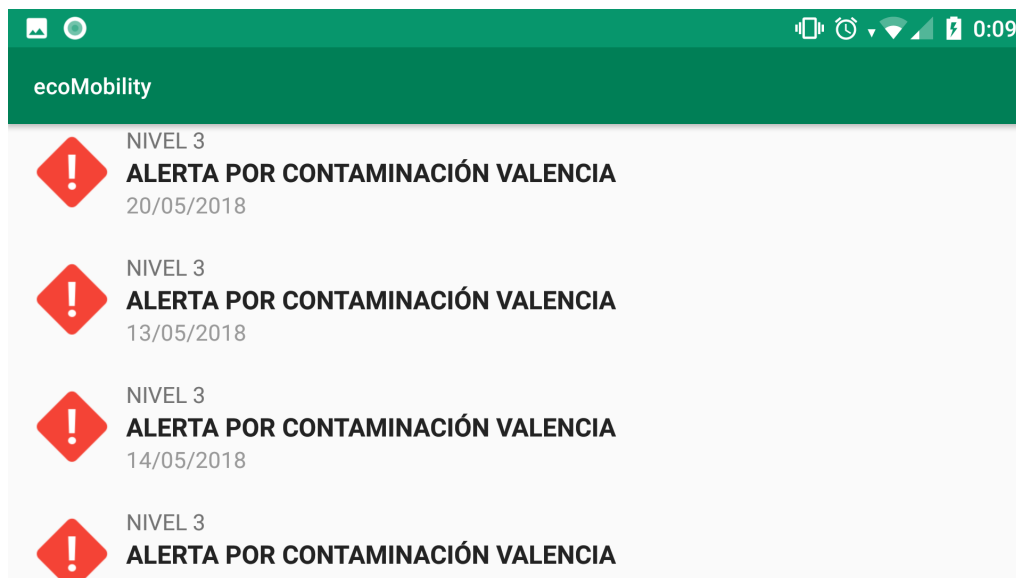 0:09
ecoMobility
NIVEL 3
ALERTA POR CONTAMINACIÓN VALENCIA
20/05/2018
NIVEL 3
ALERTA POR CONTAMINACIÓN VALENCIA
13/05/2018
NIVEL 3
ALERTA POR CONTAMINACIÓN VALENCIA
14/05/2018
NIVEL 3
ALERTA POR CONTAMINACIÓN VALENCIA